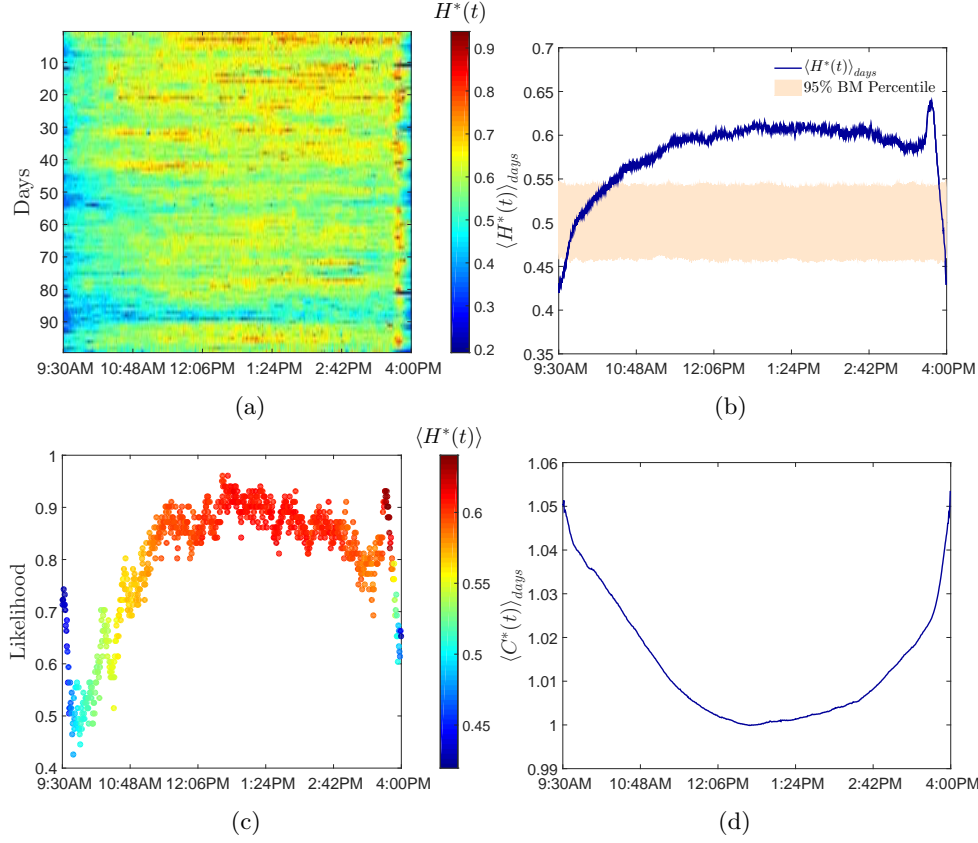 H*(t)
Days
10
20
30
40
50
60
70
80
90
9:30AM 10:48AM 12:06PM 1:24PM 2:42PM 4:00PM
0.9
0.8
0.7
0.6
0.5
0.4
0.3
0.2
(a)
⟨H*(t)⟩days
0.7
0.65
0.6
0.55
0.5
0.45
0.4
0.35
⟨H*(t)⟩days
95% BM Percentile
9:30AM 10:48AM 12:06PM 1:24PM 2:42PM 4:00PM
(b)
⟨H*(t)⟩
Likelihood
1
0.9
0.8
0.7
0.6
0.5
0.4
9:30AM 10:48AM 12:06PM 1:24PM 2:42PM 4:00PM
0.6
0.55
0.5
0.45
(c)
⟨C*(t)⟩days
1.06
1.05
1.04
1.03
1.02
1.01
1
0.99
9:30AM 10:48AM 12:06PM 1:24PM 2:42PM 4:00PM
(d)